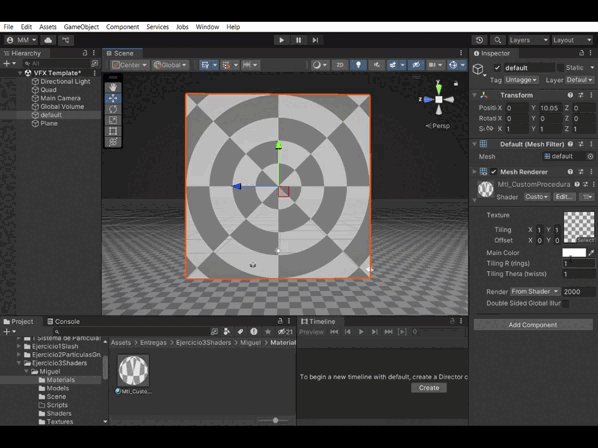 File Edit Assets GameObject Component Services Jobs Window Help
MM
Layers Layout
Hierarchy
All
VFX Template*
Directional Light
Quad
Main Camera
Global Volume
default
Plane
Scene
Center Global
2D
y
z
Persp
Inspector
default Static
Tag Untagge Layer Defaul
Transform
Positi X 0 Y 10.05 Z 0
Rotati X 0 Y 0 Z 0
X 1 Y 1 Z 1
Default (Mesh Filter)
Mesh default
Mesh Renderer
Mtl_CustomProcedura
Shader Custo Edit...
Texture
Tiling X 1 Y 1
Offset X 0 Y 0
Select
Main Color
Tiling R (rings) 1
Tiling Theta (twists) 1
Render From Shader 2000
Double Sided Global Illur
Add Component
Project Console
21
Sistema de Particulas
Ejercicio1Slash
Ejercicio2ParticulasGn
Ejercicio3Shaders
Miguel
Materials
Models
Scene
Scripts
Shaders
Textures
Assets > Entregas > Ejercicio3Shaders > Miguel > Material
Mtl_Custo...
Timeline
Preview
0
To begin a new timeline with default, create a Director c
Create